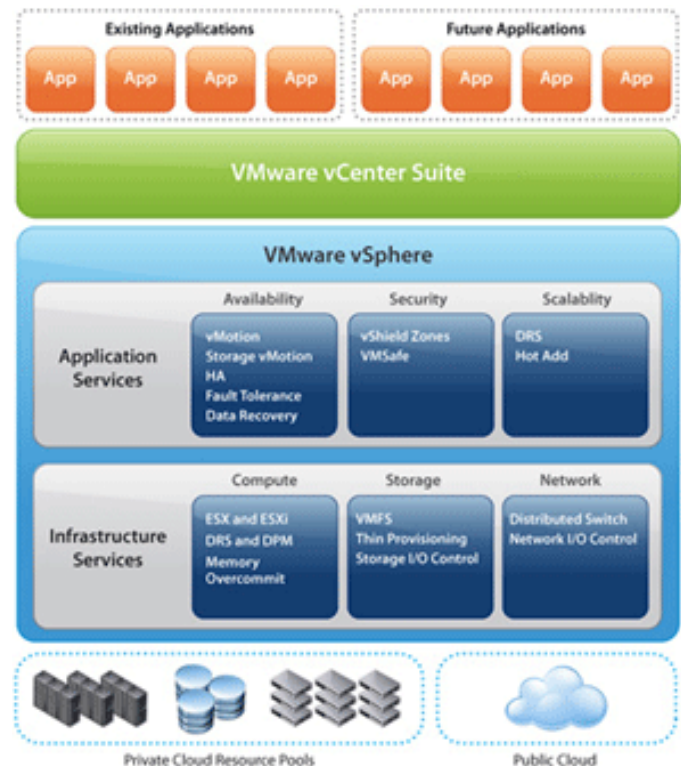 Existing Applications
Future Applications
App
App
App
App
App
App
App
App
VMware vCenter Suite
VMware vSphere
Application
Services
Availability
vMotion
Storage vMotion
HA
Fault Tolerance
Data Recovery
Security
vShield Zones
VMSafe
Scalablity
DRS
Hot Add
Infrastructure
Services
Compute
ESX and ESXi
DRS and DPM
Memory
Overcommit
Storage
VMFS
Thin Provisioning
Storage I/O Control
Network
Distributed Switch
Network I/O Control
Private Cloud Resource Pools
Public Cloud